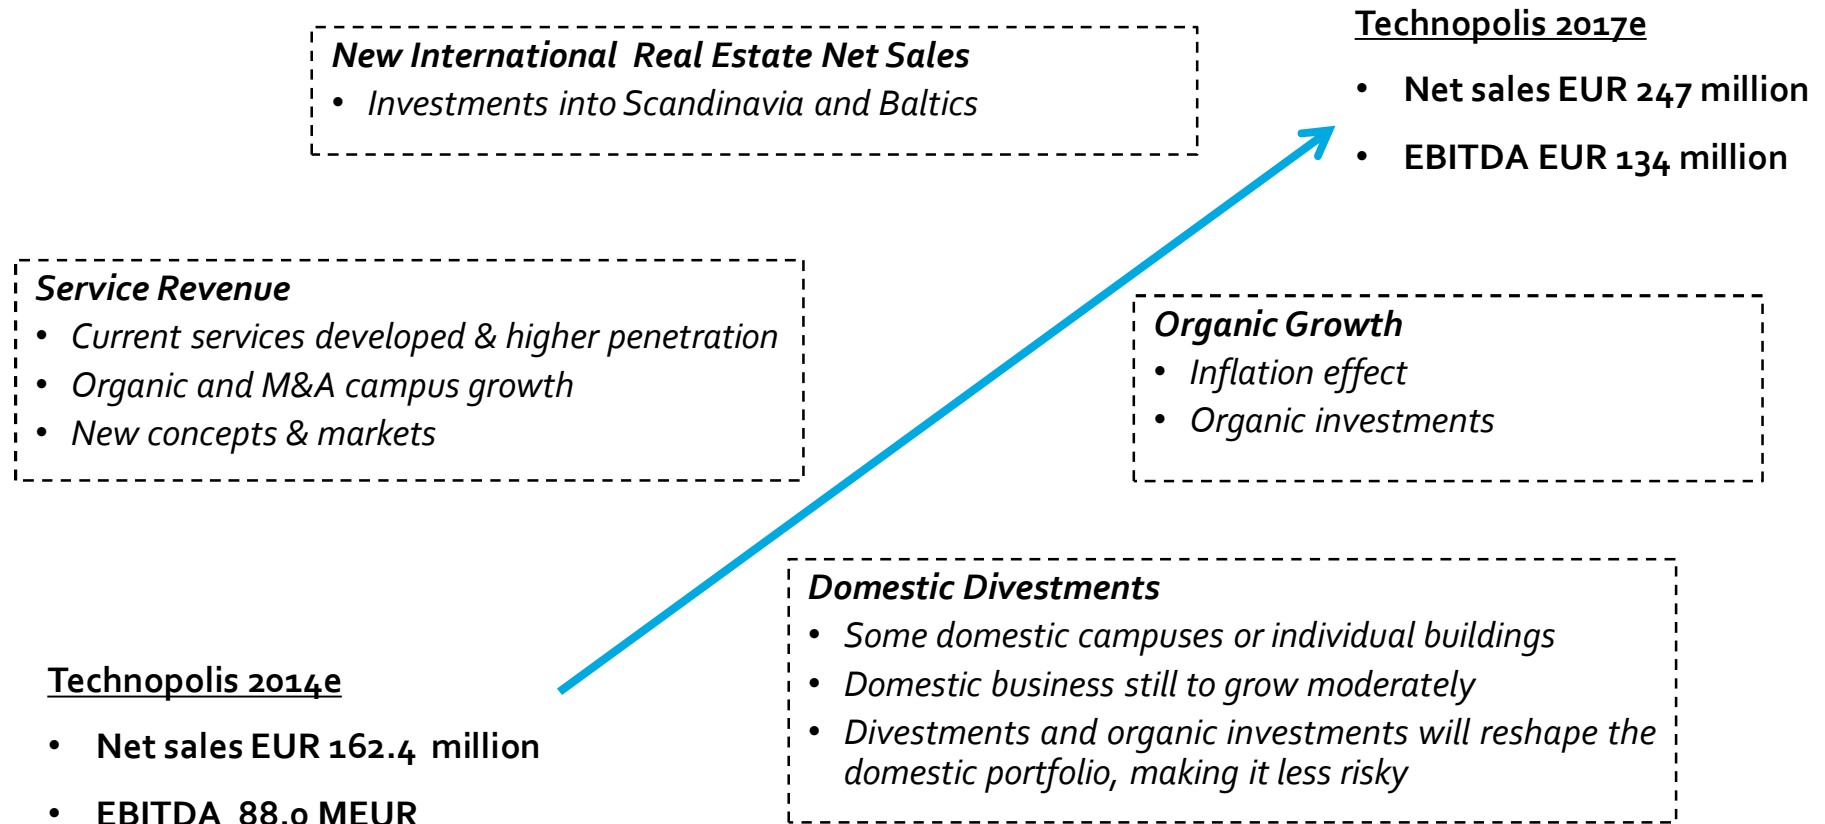 Technopolis 2017e
• Net sales EUR 247 million
• EBITDA EUR 134 million
New International Real Estate Net Sales
• Investments into Scandinavia and Baltics
Service Revenue
• Current services developed & higher penetration
• Organic and M&A campus growth
• New concepts & markets
Organic Growth
• Inflation effect
• Organic investments
Domestic Divestments
• Some domestic campuses or individual buildings
• Domestic business still to grow moderately
• Divestments and organic investments will reshape the
domestic portfolio, making it less risky
Technopolis 2014e
• Net sales EUR 162.4 million
• EBITDA 88.0 MEUR